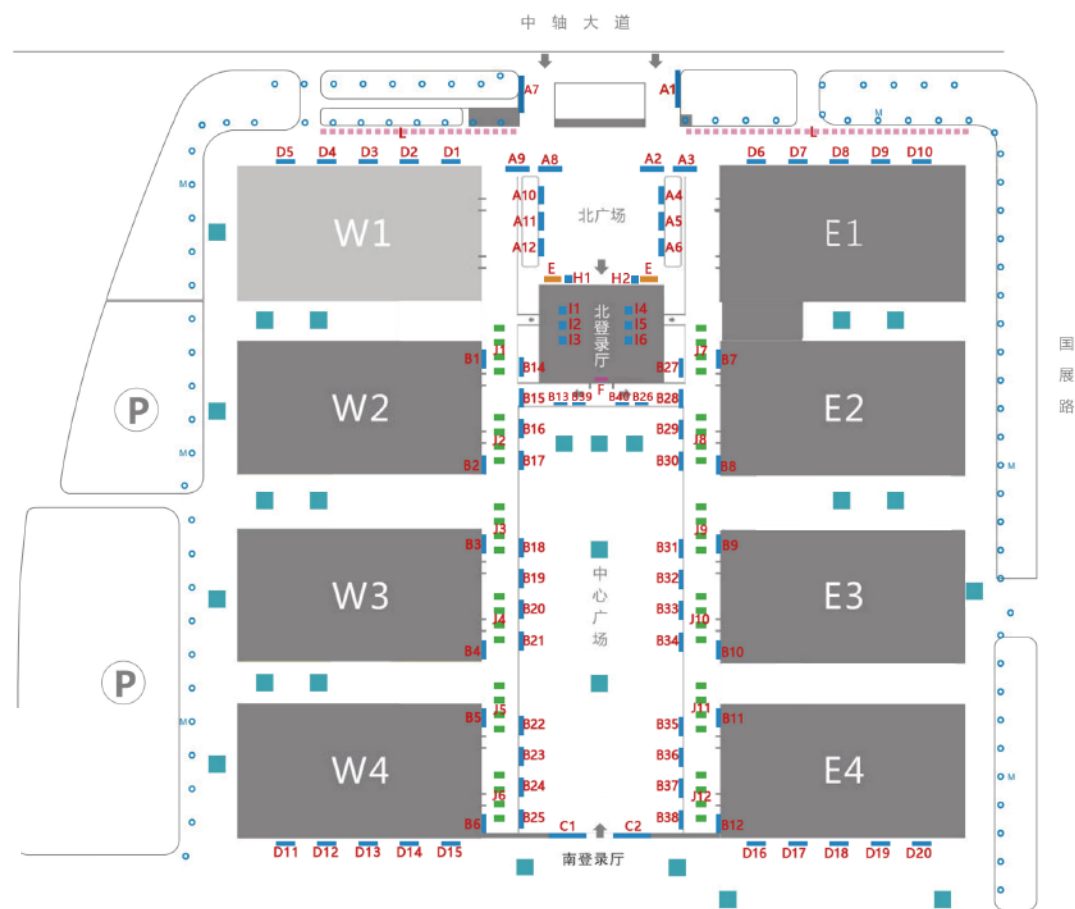 中轴大道
A7
A1
M
L
L
D5 D4 D3 D2 D1
A9 A8
A2 A3
D6 D7 D8 D9 D10
M
A10
A4
W1
A11
北广场
A5
E1
A12
A6
E
H1
H2
E
I1
I4
I2
I5
I3
I6
北登录厅
国展路
B1
J1
J7
B7
B14
B27
F
P
W2
B15
B13 B39
B40 B26
B28
E2
B16
B29
J2
J8
M
B2
B17
B30
B8
M
J3
J9
B3
B18
B31
B9
B19
B32
W3
中心广场
E3
B20
B33
J4
J10
B4
B21
B34
B10
P
J5
J11
M
B5
B22
B35
B11
B23
B36
W4
E4
M
B24
B37
J6
J12
B6
B25
C1
C2
B38
B12
D11 D12 D13 D14 D15
南登录厅
D16 D17 D18 D19 D20